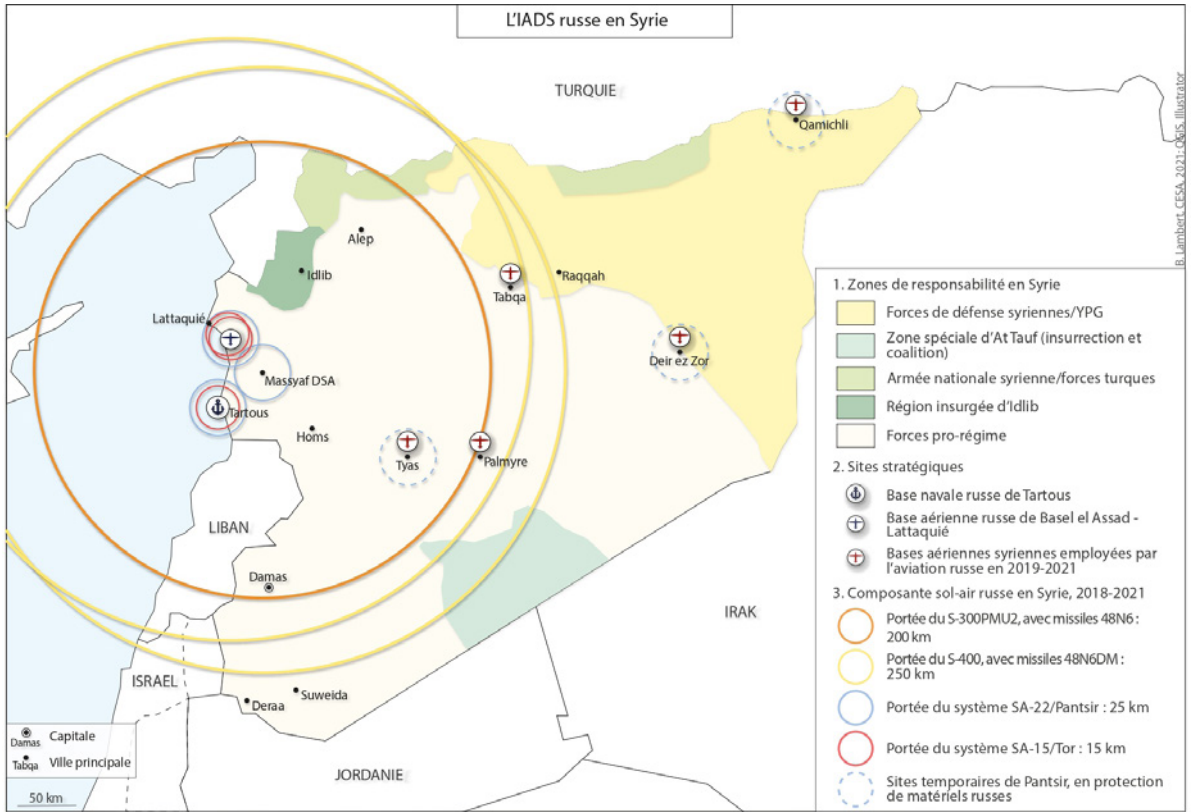 L'IADS russe en Syrie
TURQUIE
Qamichli
Alep
Idlib
Tabqa
Raqqah
Lattaquié
Deir ez Zor
Massyaf DSA
Tartous
Homs
Tyas
Palmyre
LIBAN
Damas
IRAK
ISRAEL
Suweida
Deraa
JORDANIE
B. Lambert, CESA, 2021; QGIS, Illustrator
1. Zones de responsabilité en Syrie
Forces de défense syriennes/YPG
Zone spéciale d'At Tauf (insurrection et
coalition)
Armée nationale syrienne/forces turques
Région insurgée d'Idlib
Forces pro-régime
2. Sites stratégiques
Base navale russe de Tartous
Base aérienne russe de Basel el Assad -
Lattaquié
Bases aériennes syriennes employées par
l'aviation russe en 2019-2021
3. Composante sol-air russe en Syrie, 2018-2021
Portée du S-300PMU2, avec missiles 48N6 :
200 km
Portée du S-400, avec missiles 48N6DM :
250 km
Portée du système SA-22/Pantsir : 25 km
Portée du système SA-15/Tor : 15 km
Sites temporaires de Pantsir, en protection
de matériels russes
Damas Capitale
Tabqa Ville principale
50 km